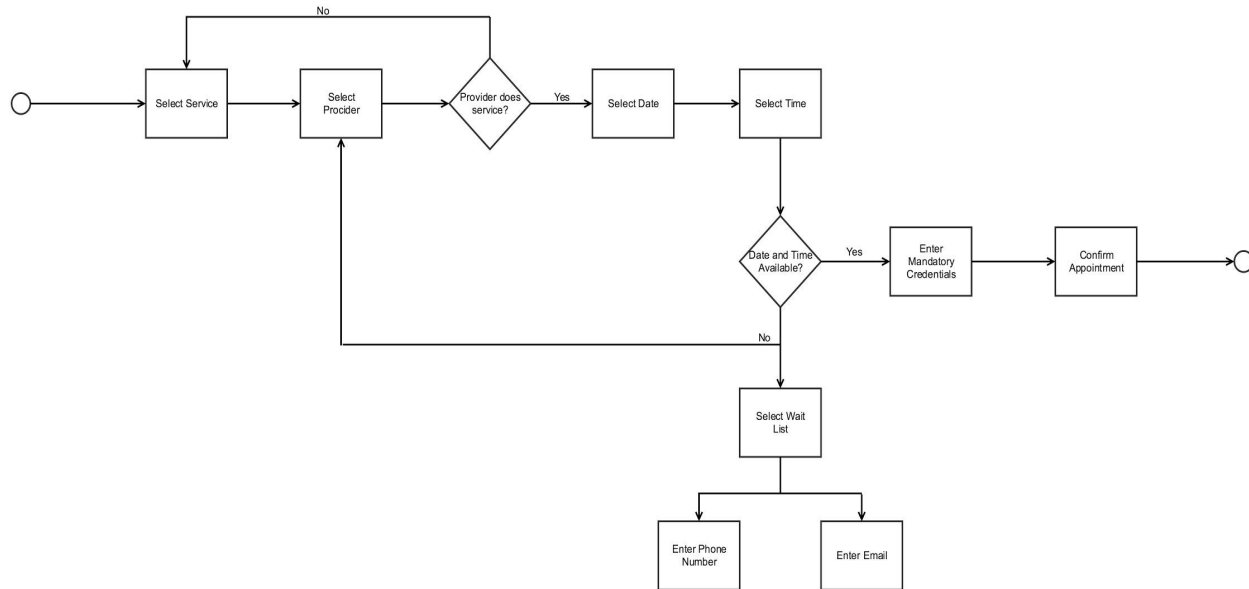 No
Select Service
Select
Procider
Provider does
service?
Yes
Select Date
Select Time
Date and Time
Available?
Yes
Enter
Mandatory
Credentials
Confirm
Appointment
No
Select Wait
List
Enter Phone
Number
Enter Email